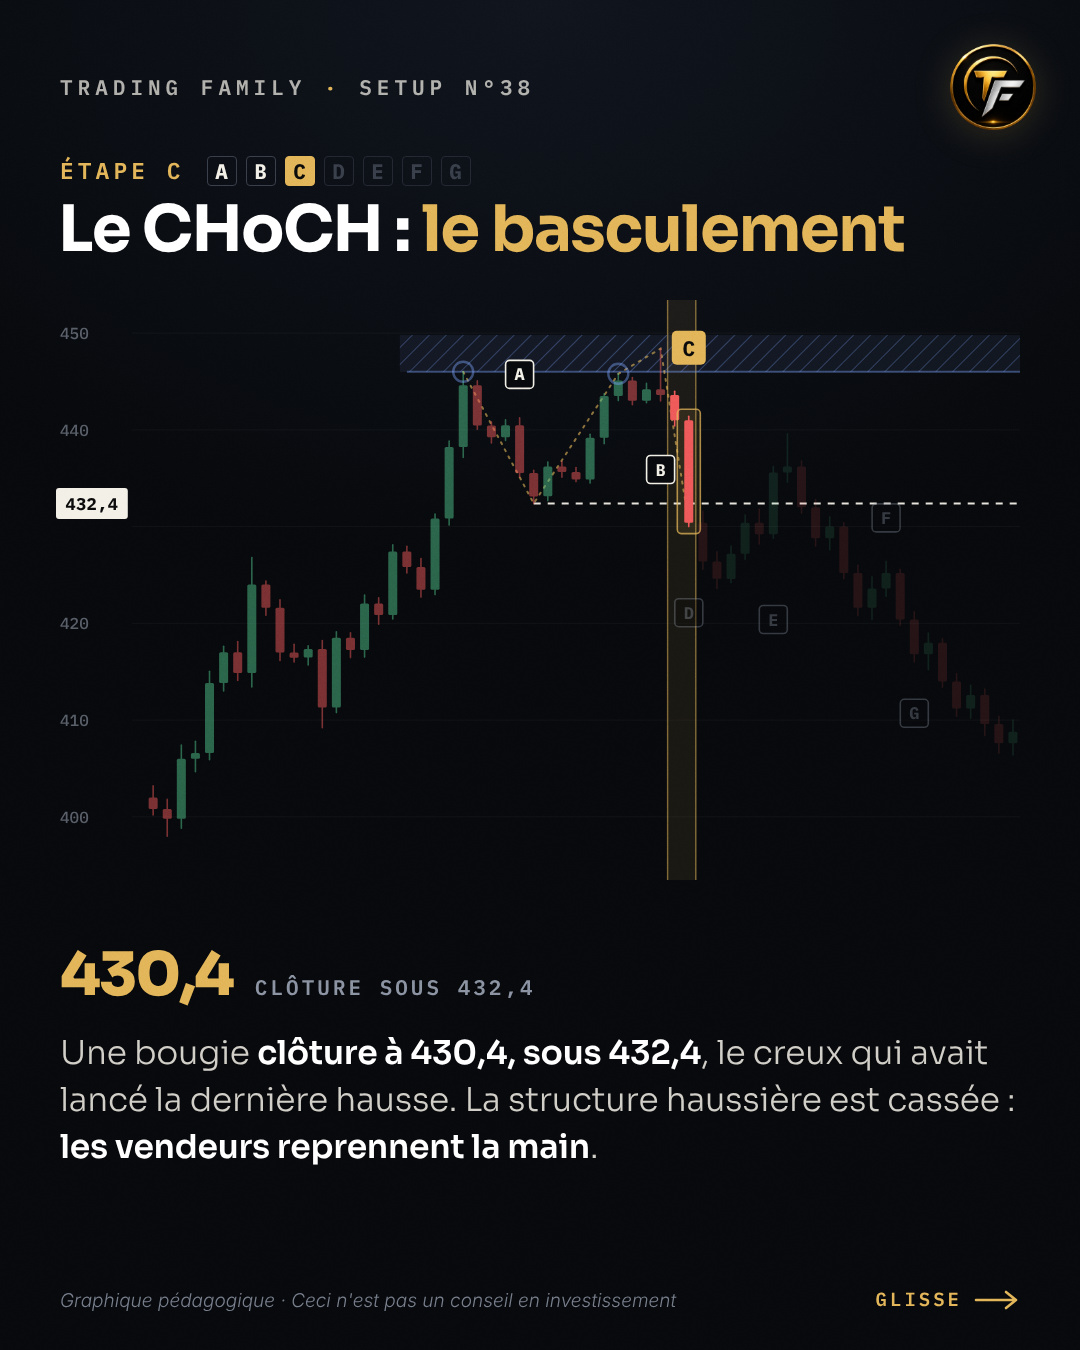 TRADING FAMILY · SETUP N°38
TF
ÉTAPE C A B C D E F G
Le CHoCH : le basculement
450
C
A
440
B
432,4
F
420
D
E
410
G
400
430,4 CLÔTURE SOUS 432,4
Une bougie clôture à 430,4, sous 432,4, le creux qui avait
lancé la dernière hausse. La structure haussière est cassée :
les vendeurs reprennent la main.
Graphique pédagogique · Ceci n'est pas un conseil en investissement
GLISSE →